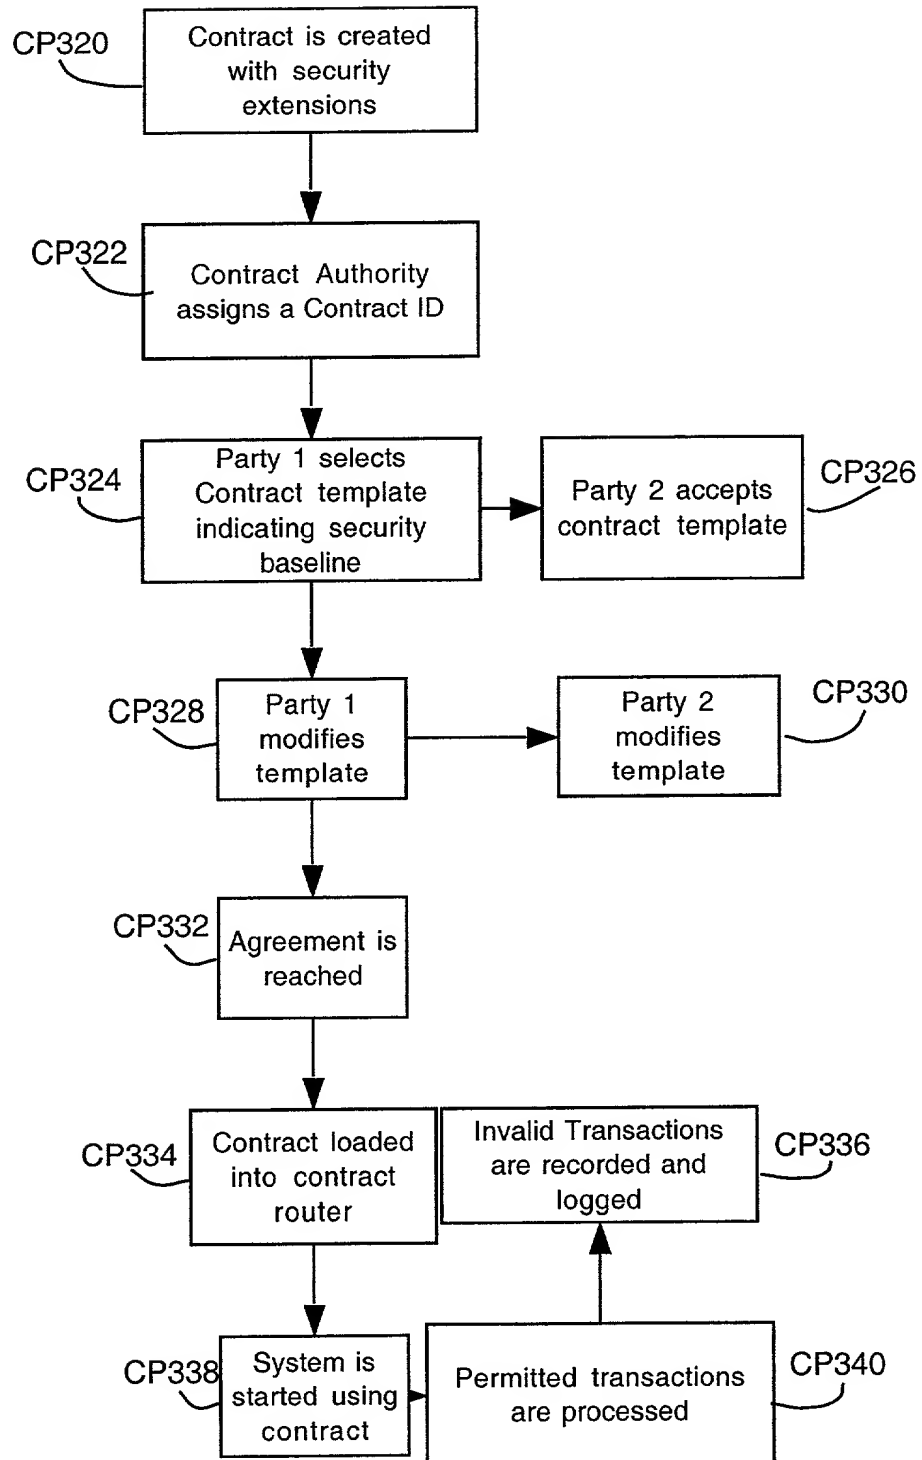 CP320
Contract is created
with security
extensions
CP322
Contract Authority
assigns a Contract ID
CP324
Party 1 selects
Contract template
indicating security
baseline
Party 2 accepts
contract template
CP326
CP328
Party 1
modifies
template
Party 2
modifies
template
CP330
CP332
Agreement is
reached
CP334
Contract loaded
into contract
router
Invalid Transactions
are recorded and
logged
CP336
CP338
System is
started using
contract
Permitted transactions
are processed
CP340